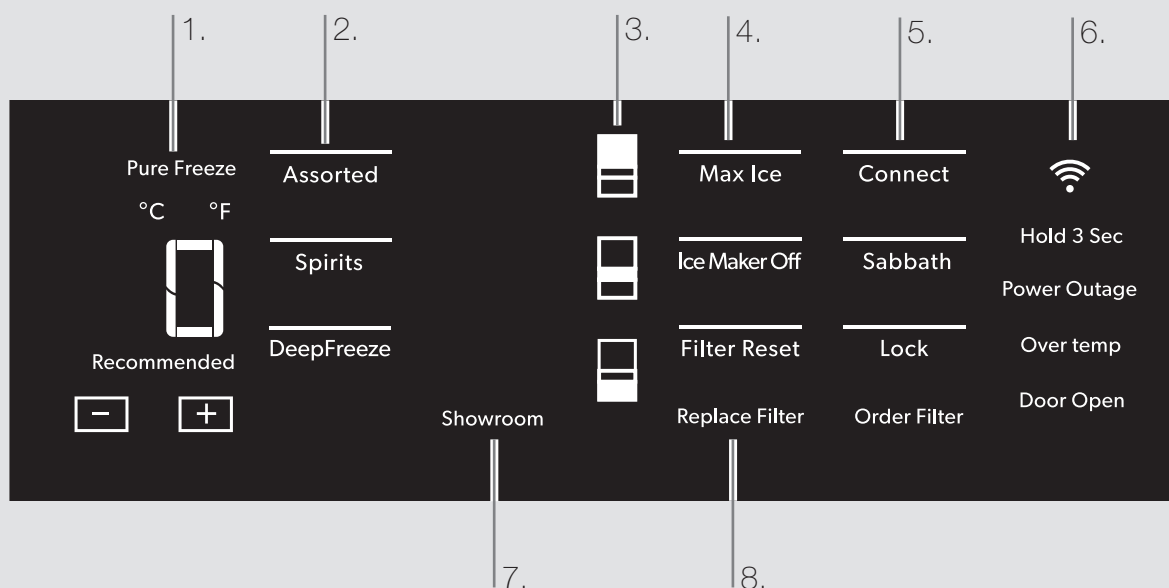 1.
2.
3.
4.
5.
6.
Pure Freeze
Assorted
Max Ice
Connect
°C °F
Spirits
Ice Maker Off
Sabbath
Hold 3 Sec
0
Power Outage
Recommended
DeepFreeze
Filter Reset
Lock
Over temp
− +
Showroom
Replace Filter
Order Filter
Door Open
7.
8.